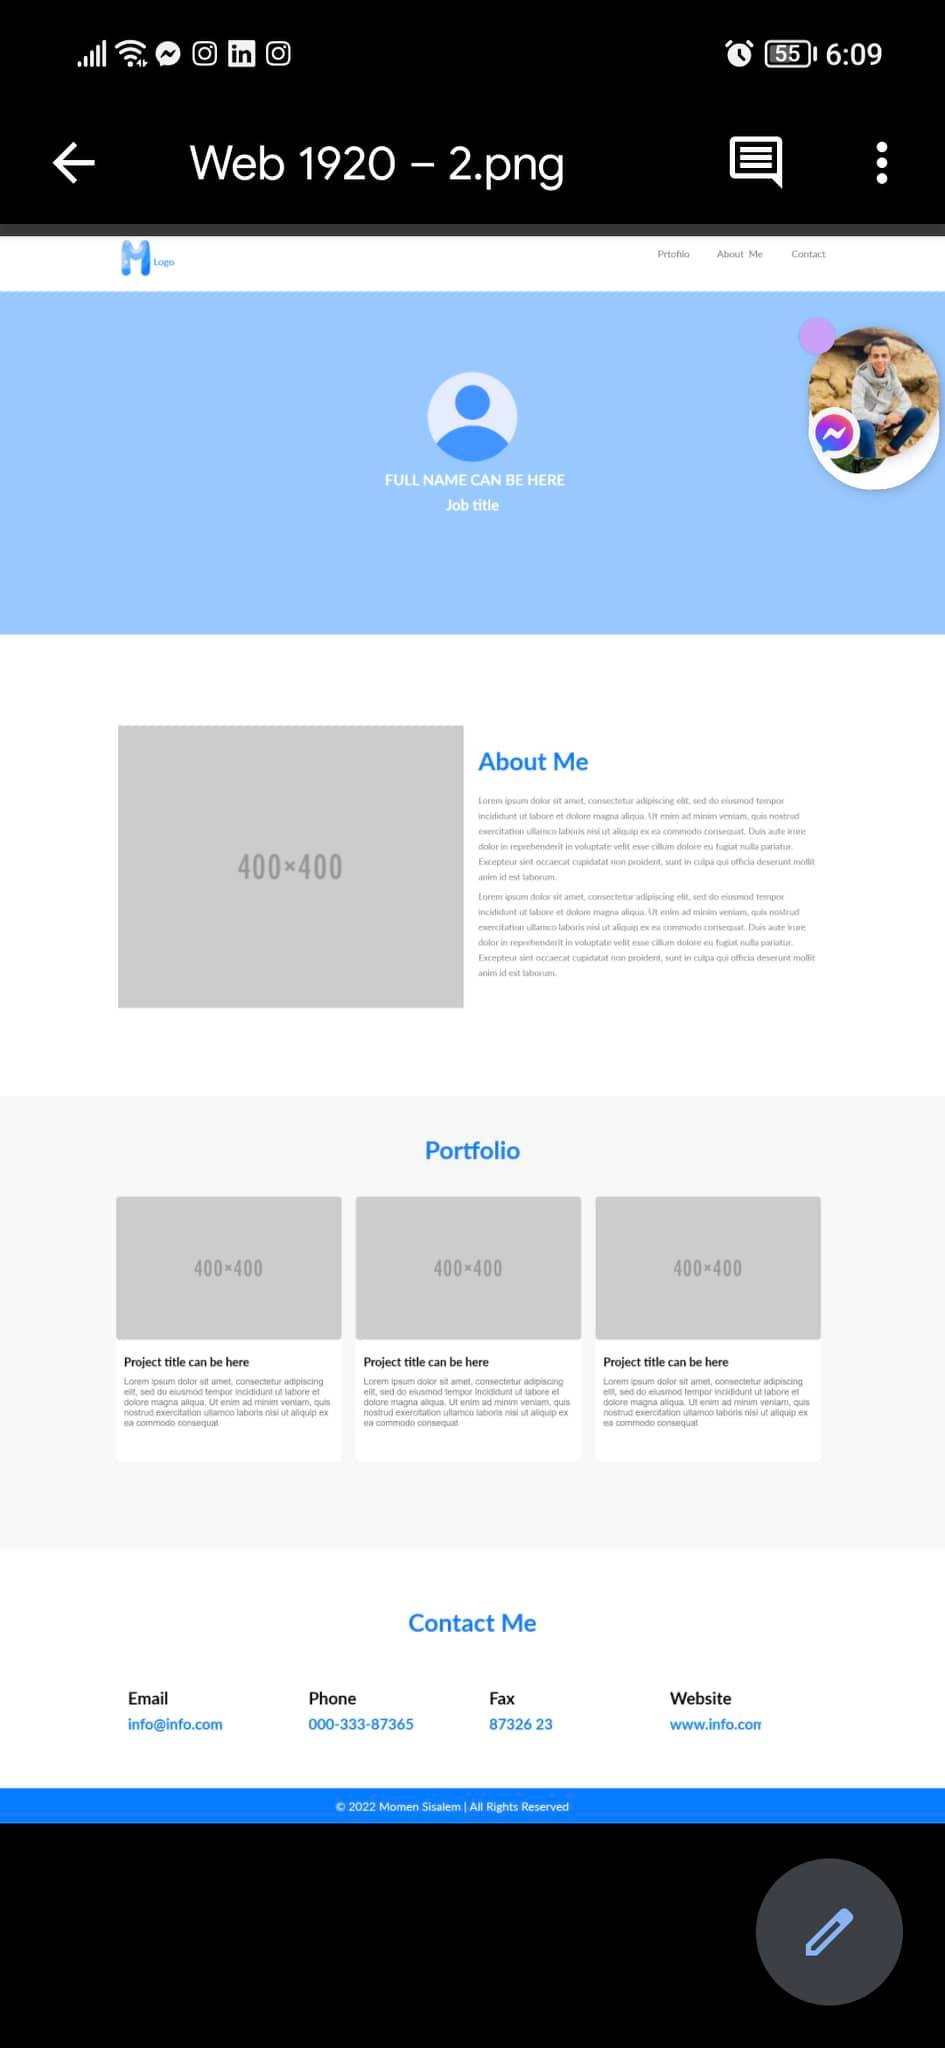 55 6:09
Web 1920 – 2.png
M Logo
Prtofilo About Me Contact
FULL NAME CAN BE HERE
Job title
400×400
About Me
Lorem ipsum dolor sit amet, consectetur adipiscing elit, sed do eiusmod tempor
incididunt ut labore et dolore magna aliqua. Ut enim ad minim veniam, quis nostrud
exercitation ullamco laboris nisi ut aliquip ex ea commodo consequat. Duis aute irure
dolor in reprehenderit in voluptate velit esse cillum dolore eu fugiat nulla pariatur.
Excepteur sint occaecat cupidatat non proident, sunt in culpa qui officia deserunt mollit
anim id est laborum.
Lorem ipsum dolor sit amet, consectetur adipiscing elit, sed do eiusmod tempor
incididunt ut labore et dolore magna aliqua. Ut enim ad minim veniam, quis nostrud
exercitation ullamco laboris nisi ut aliquip ex ea commodo consequat. Duis aute irure
dolor in reprehenderit in voluptate velit esse cillum dolore eu fugiat nulla pariatur.
Excepteur sint occaecat cupidatat non proident, sunt in culpa qui officia deserunt mollit
anim id est laborum.
Portfolio
400×400
Project title can be here
Lorem ipsum dolor sit amet, consectetur adipiscing
elit, sed do eiusmod tempor incididunt ut labore et
dolore magna aliqua. Ut enim ad minim veniam, quis
nostrud exercitation ullamco laboris nisi ut aliquip ex
ea commodo consequat
400×400
Project title can be here
Lorem ipsum dolor sit amet, consectetur adipiscing
elit, sed do eiusmod tempor incididunt ut labore et
dolore magna aliqua. Ut enim ad minim veniam, quis
nostrud exercitation ullamco laboris nisi ut aliquip ex
ea commodo consequat
400×400
Project title can be here
Lorem ipsum dolor sit amet, consectetur adipiscing
elit, sed do eiusmod tempor incididunt ut labore et
dolore magna aliqua. Ut enim ad minim veniam, quis
nostrud exercitation ullamco laboris nisi ut aliquip ex
ea commodo consequat
Contact Me
Email
info@info.com
Phone
000-333-87365
Fax
87326 23
Website
www.info.com
© 2022 Momen Sisalem | All Rights Reserved